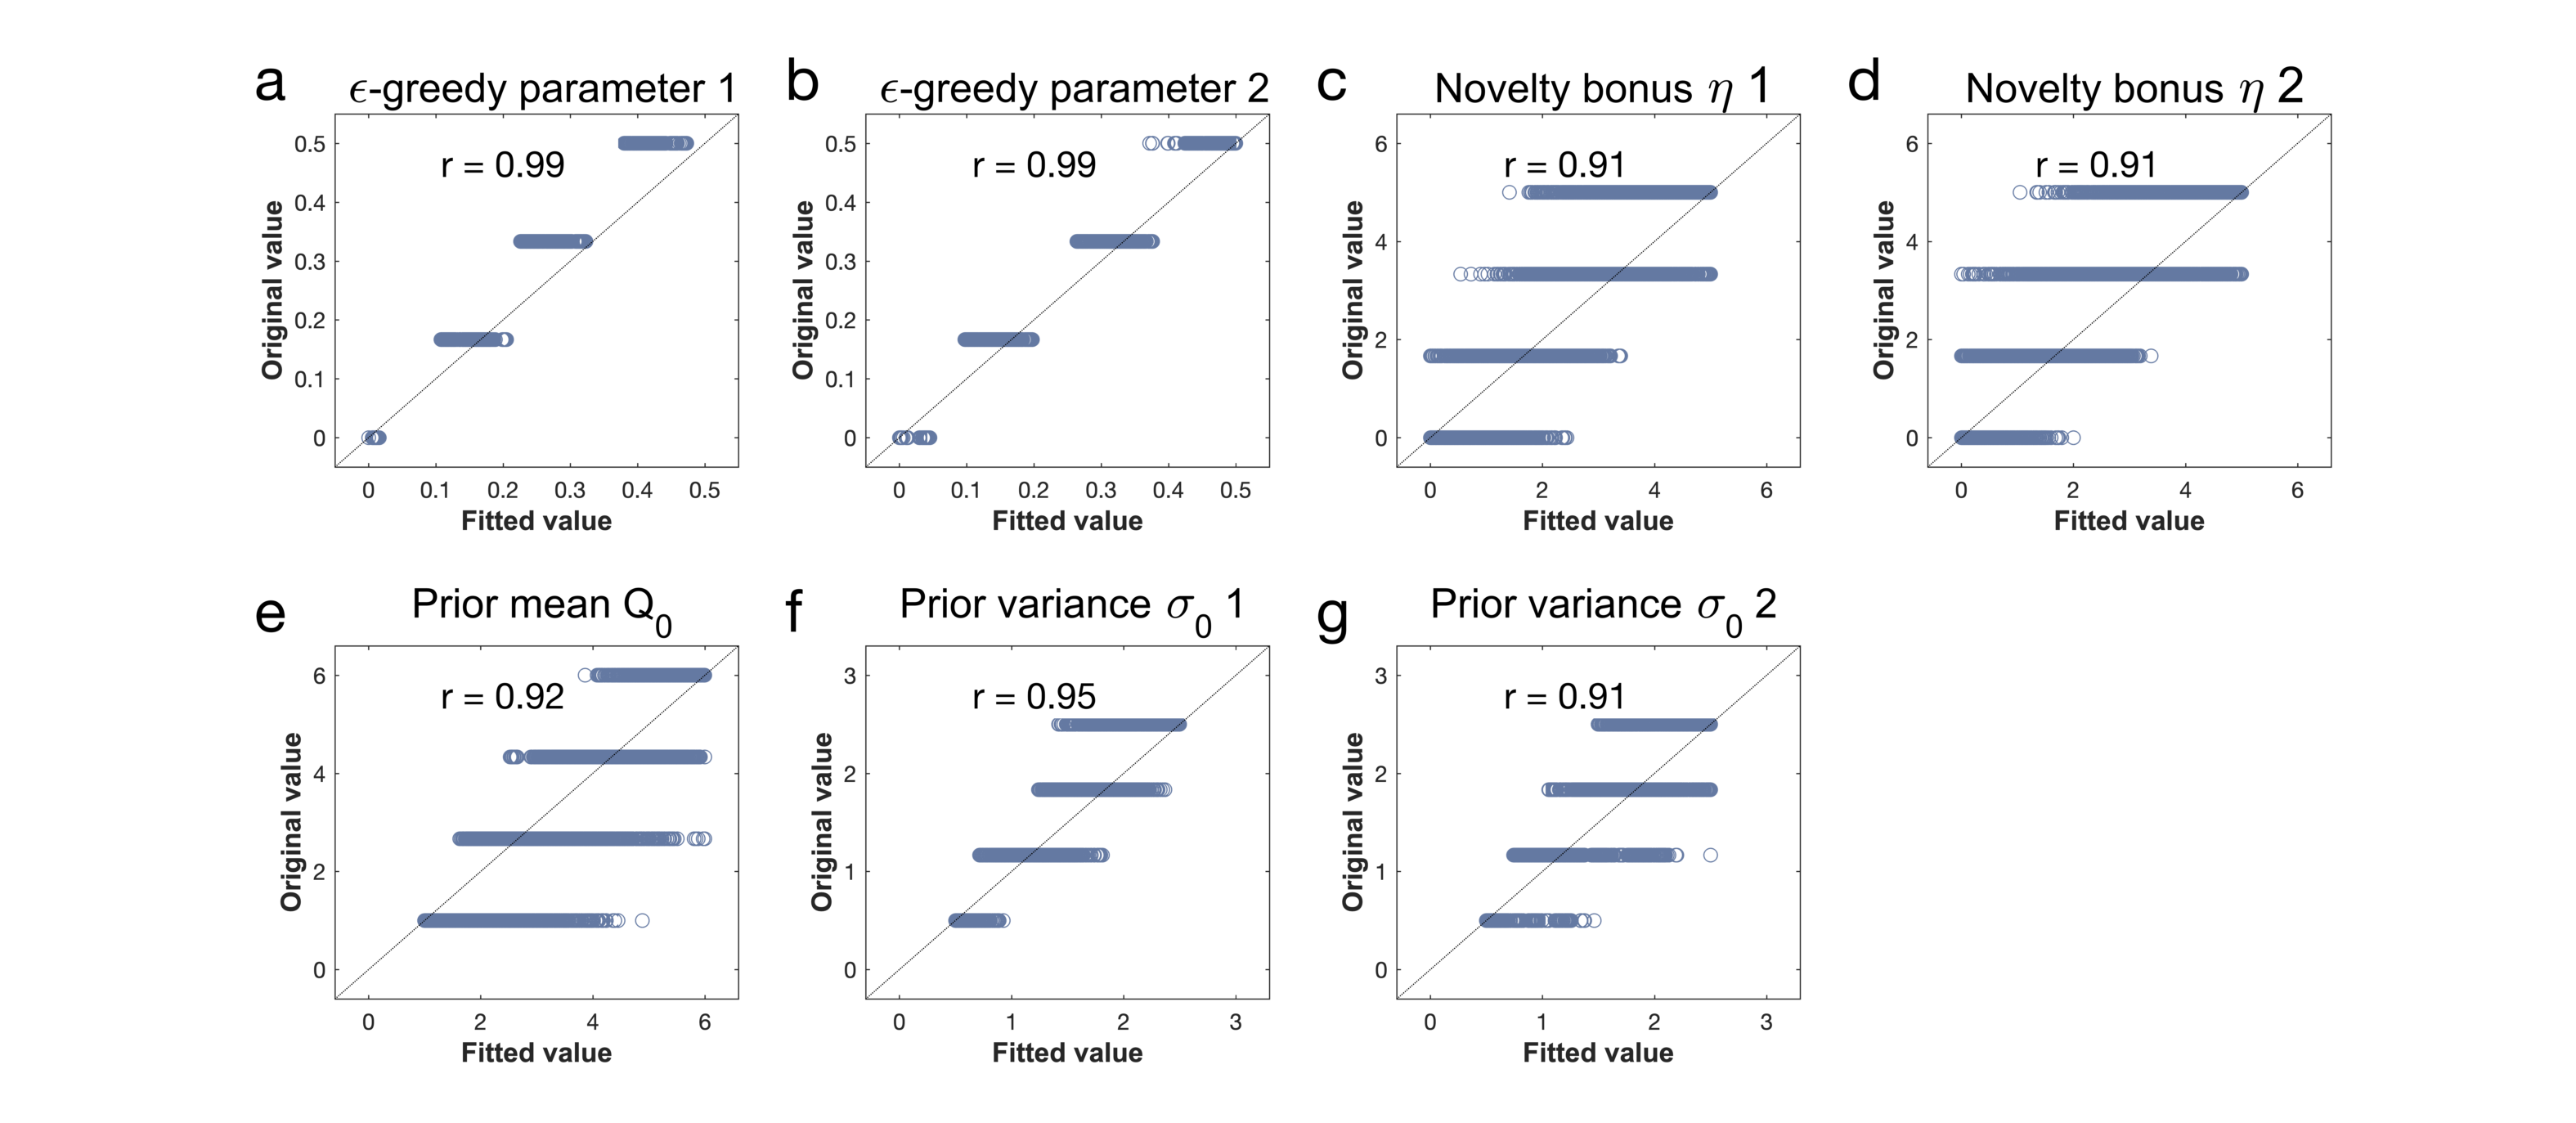 a
ϵ-greedy parameter 1
r = 0.99
0.5
0.4
0.3
0.2
0.1
0
Original value
0 0.1 0.2 0.3 0.4 0.5
Fitted value
b
ϵ-greedy parameter 2
r = 0.99
0.5
0.4
0.3
0.2
0.1
0
Original value
0 0.1 0.2 0.3 0.4 0.5
Fitted value
c
Novelty bonus η 1
r = 0.91
6
4
2
0
Original value
0 2 4 6
Fitted value
d
Novelty bonus η 2
r = 0.91
6
4
2
0
Original value
0 2 4 6
Fitted value
e
Prior mean Q₀
r = 0.92
6
4
2
0
Original value
0 2 4 6
Fitted value
f
Prior variance σ₀ 1
r = 0.95
3
2
1
0
Original value
0 1 2 3
Fitted value
g
Prior variance σ₀ 2
r = 0.91
3
2
1
0
Original value
0 1 2 3
Fitted value